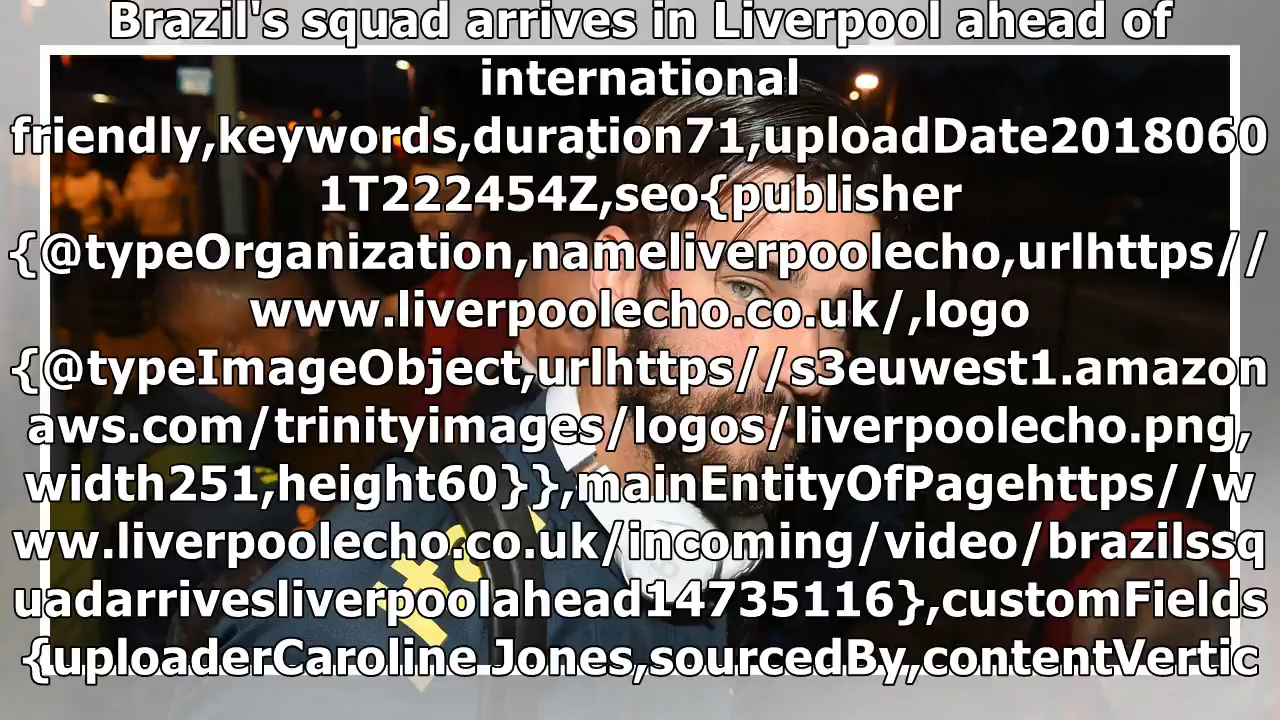 Brazil's squad arrives in Liverpool ahead of
international
friendly,keywords,duration71,uploadDate2018060
1T222454Z,seo{publisher
{@typeOrganization,nameliverpoolecho,urlhttps//
www.liverpoolecho.co.uk/,logo
{@typeImageObject,urlhttps//s3euwest1.amazon
aws.com/trinityimages/logos/liverpoolecho.png,
width251,height60}},mainEntityOfPagehttps//w
ww.liverpoolecho.co.uk/incoming/video/brazilssq
uadarrivesliverpoolahead14735116},customFields
{uploaderCaroline Jones,sourcedBy,contentVertic